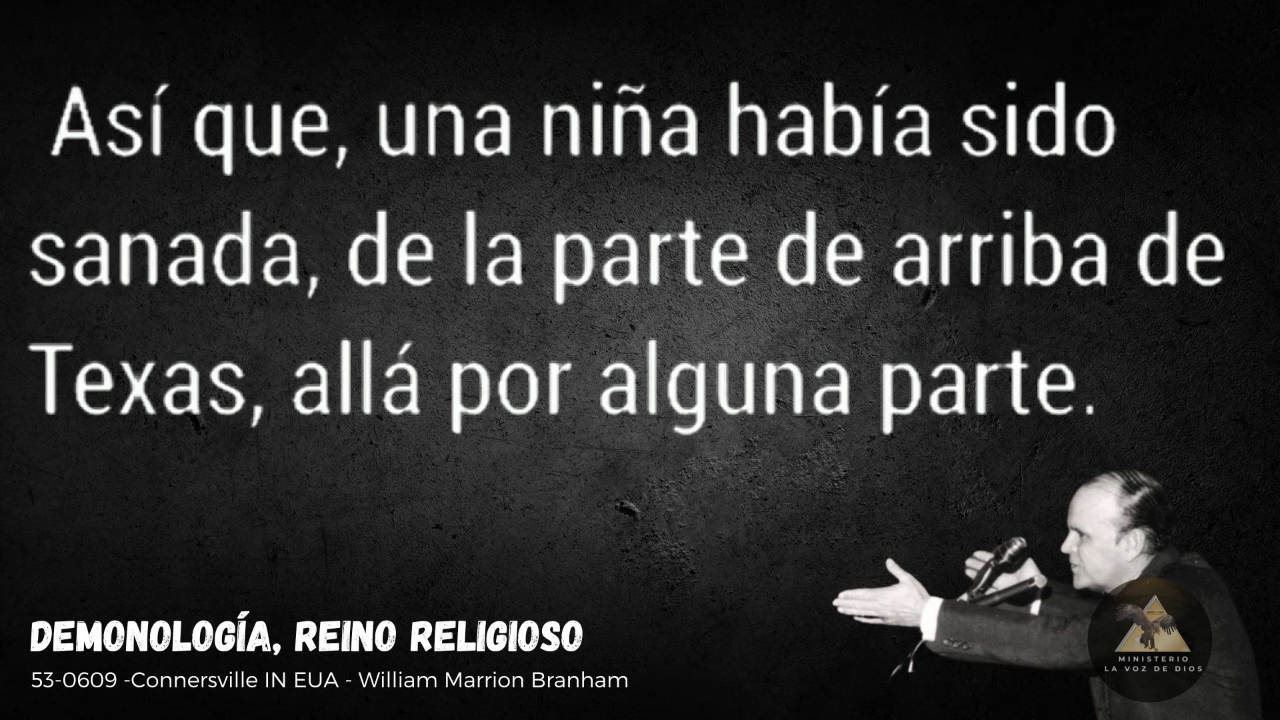 Así que, una niña había sido
sanada, de la parte de arriba de
Texas, allá por alguna parte.
DEMONOLOGÍA, REINO RELIGIOSO
53-0609 -Connersville IN EUA - William Marrion Branham
MINISTERIO
LA VOZ DE DIOS